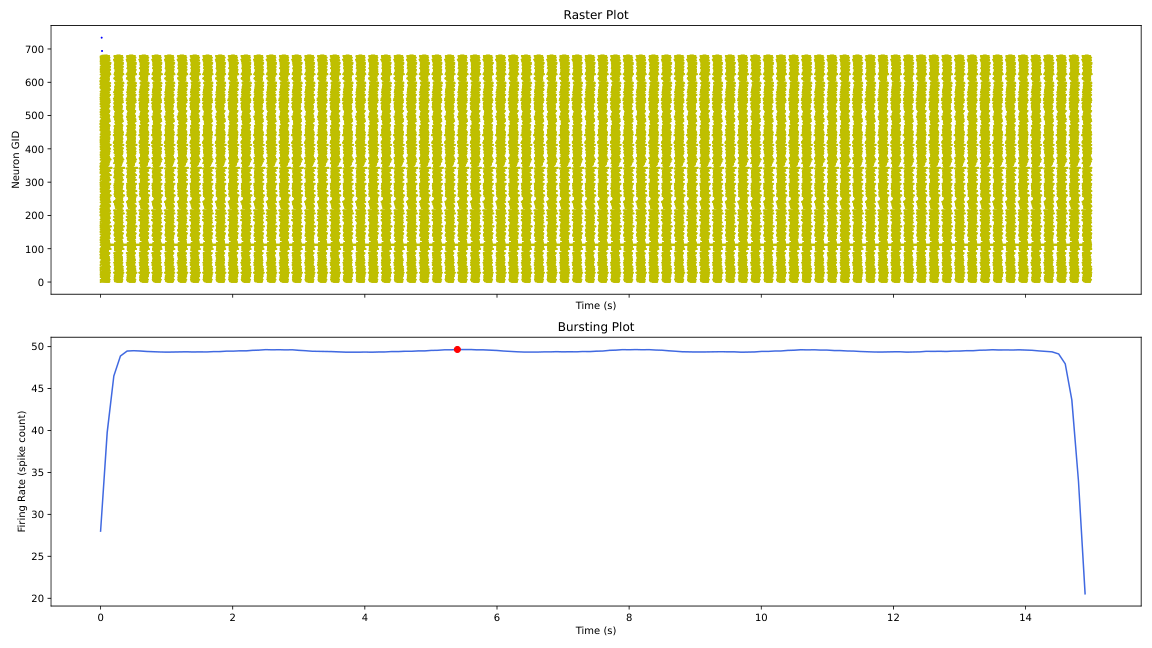 Raster Plot
700
600
500
400
300
200
100
0
Neuron GID
Time (s)
Bursting Plot
50
45
40
35
30
25
20
Firing Rate (spike count)
0 2 4 6 8 10 12 14
Time (s)